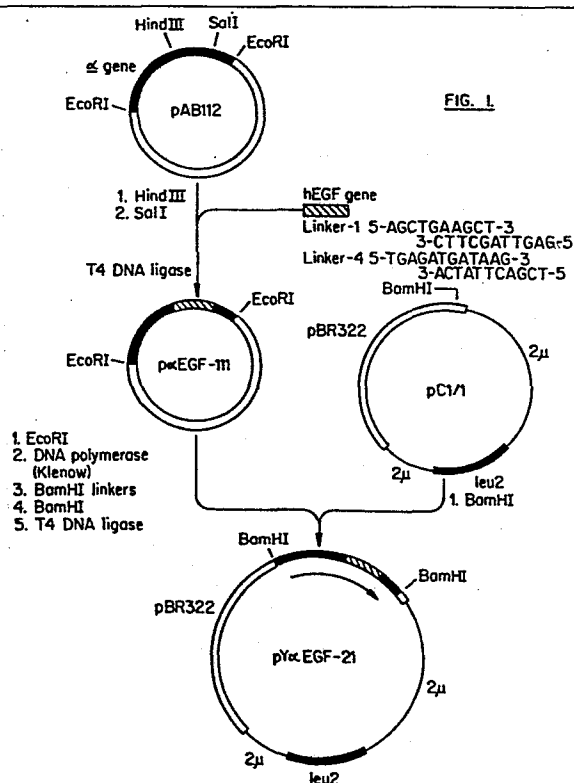 HindIII SalI EcoRI
α gene
EcoRI
pAB112
FIG. 1.
1. HindIII
2. SalI
hEGF gene
Linker-1 5-AGCTGAAGCT-3
3-CTTCGATTGAG-5
Linker-4 5-TGAGATGATAAG-3
3-ACTATTCAGCT-5
T4 DNA ligase
BamHI
EcoRI
pBR322
2μ
EcoRI
pαEGF-111
pC1/1
1. EcoRI
2. DNA polymerase
(Klenow)
3. BamHI linkers
4. BamHI
5. T4 DNA ligase
2μ
leu2
1. BamHI
BamHI
BamHI
pBR322
pYαEGF-21
2μ
2μ
leu2